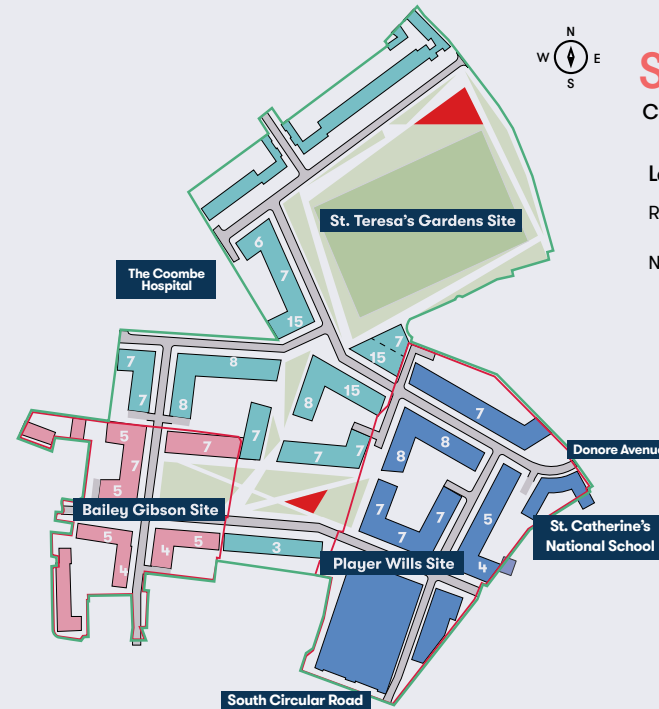 N
W E
S
S
C
L
R
N
St. Teresa's Gardens Site
The Coombe
Hospital
6
7
15
7
15
7
7
8
8
15
8
7
7 7
5
7
5
7
Bailey Gibson Site
5
4
5
4
3
7
8
8
7
7
7
5
4
Donore Avenue
St. Catherine's
National School
Player Wills Site
South Circular Road